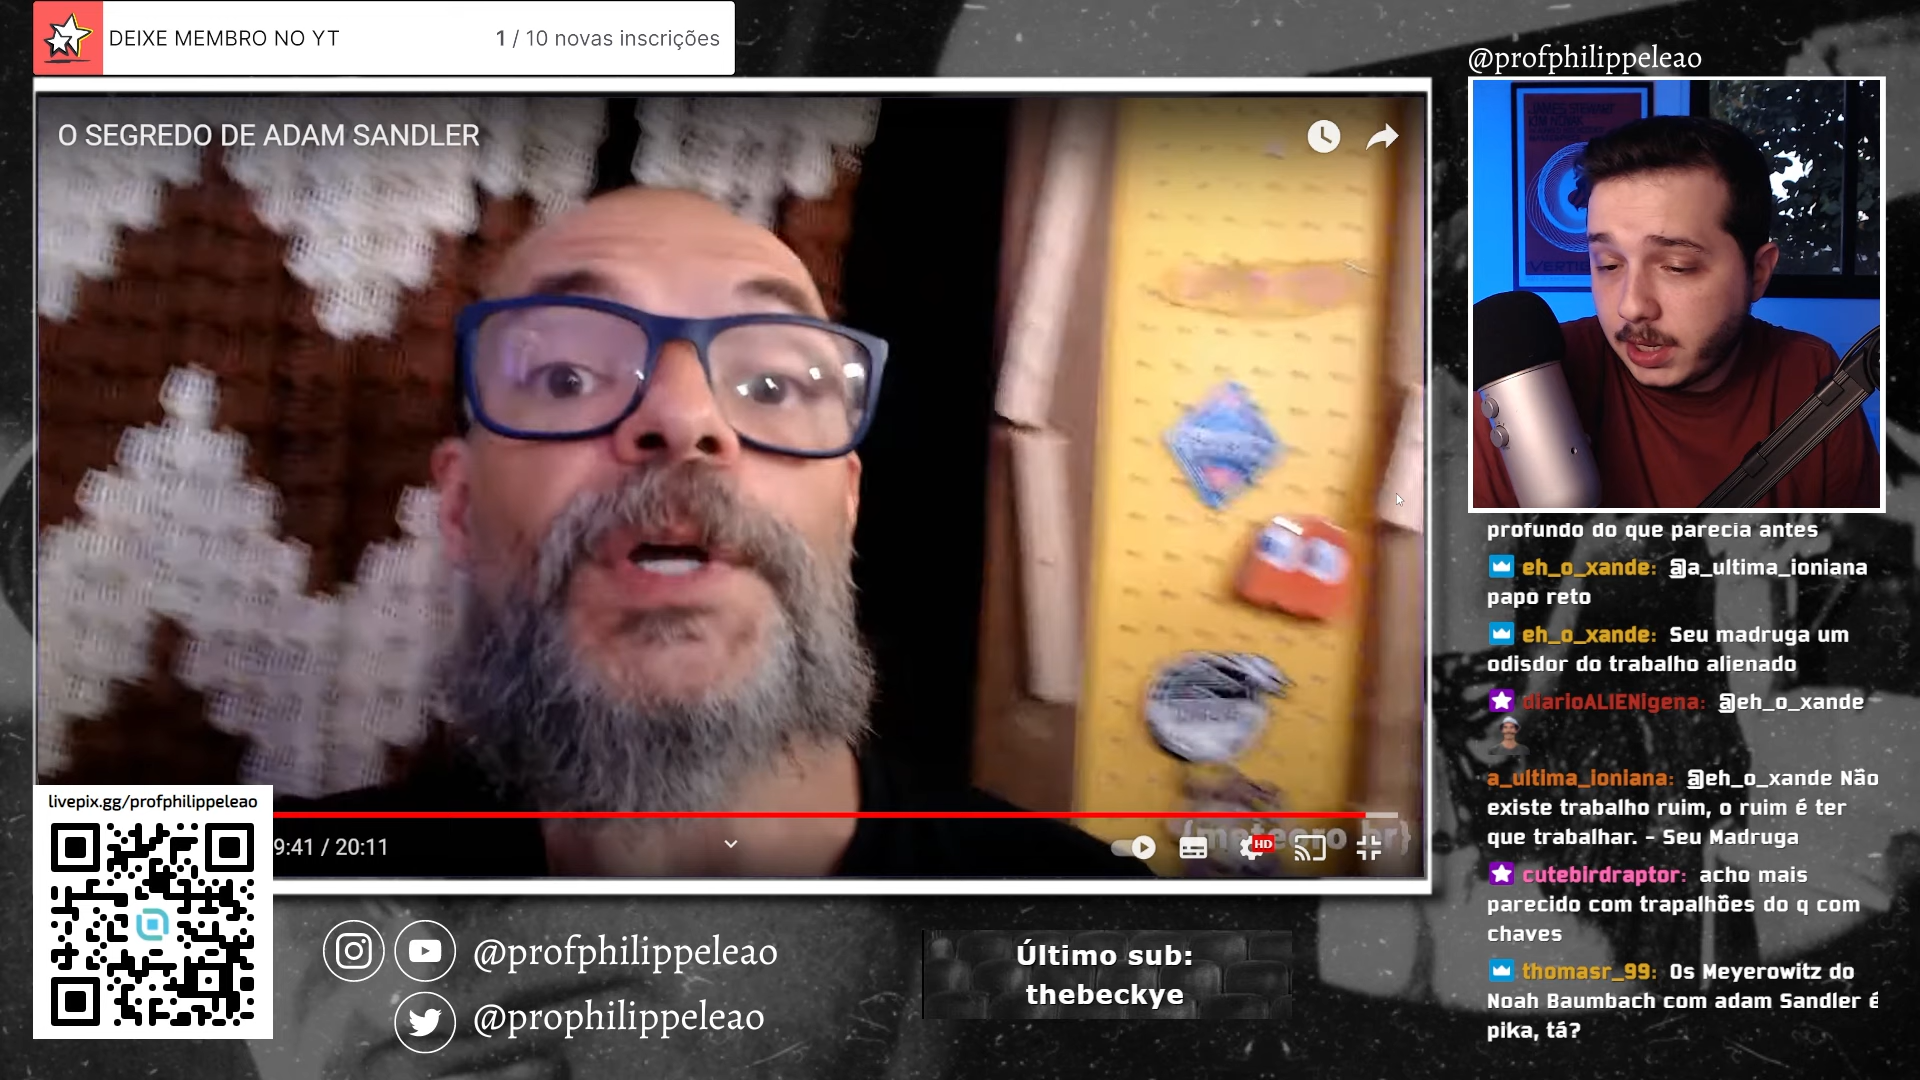 DEIXE MEMBRO NO YT
1 / 10 novas inscrições
@profphilippeleao
O SEGREDO DE ADAM SANDLER
VERTIG
profundo do que parecia antes
eh_o_xande: @a_ultima_ioniana
papo reto
eh_o_xande: Seu madruga um
odisdor do trabalho alienado
diarioALIENigena: @eh_o_xande
a_ultima_ioniana: @eh_o_xande Não
existe trabalho ruim, o ruim é ter
que trabalhar. - Seu Madruga
cutebirdraptor: acho mais
parecido com trapalhões do q com
chaves
thomasr_99: Os Meyerowitz do
Noah Baumbach com adam Sandler é
pika, tá?
livepix.gg/profphilippeleao
9:41 / 20:11
HD
@profphilippeleao
@prophilippeleao
Último sub:
thebeckye